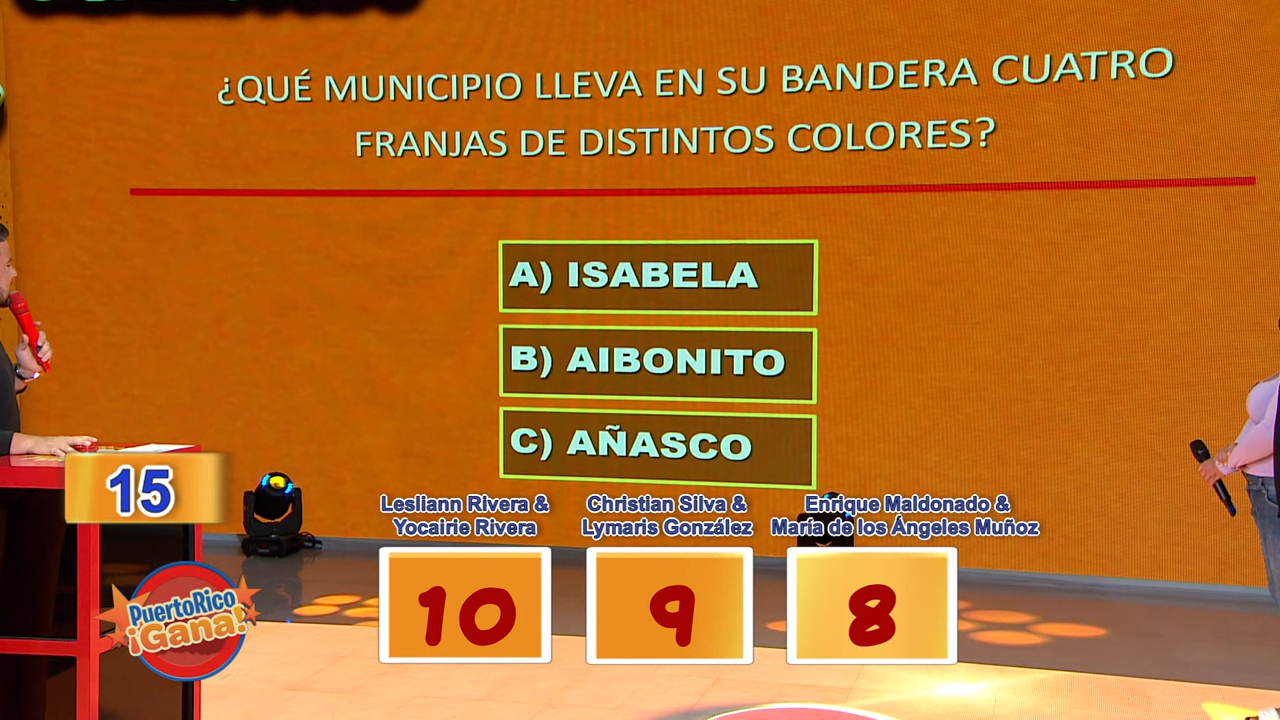 ¿QUÉ MUNICIPIO LLEVA EN SU BANDERA CUATRO
FRANJAS DE DISTINTOS COLORES?
A) ISABELA
B) AIBONITO
C) AÑASCO
15
Lesliann Rivera &
Yocairie Rivera
Christian Silva &
Lymaris González
Enrique Maldonado &
María de los Ángeles Muñoz
10
9
8
PuertoRico
¡Gana!